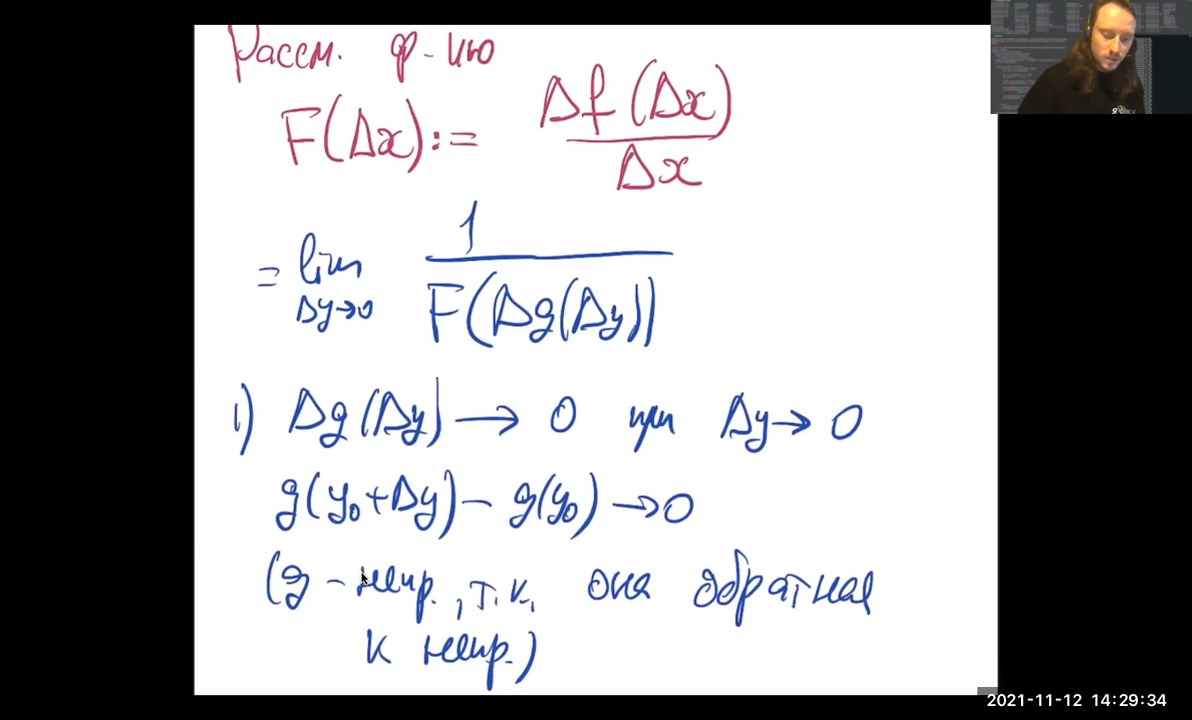 Рассм. ф-цию
F(Δx) := Δf(Δx) / Δx
= lim Δy→0 1 / F(Δg(Δy))
1) Δg(Δy) → 0 при Δy → 0
g(y₀+Δy) – g(y₀) → 0
(g – непр., т.к. она обратная
к непр.)
2021-11-12 14:29:34